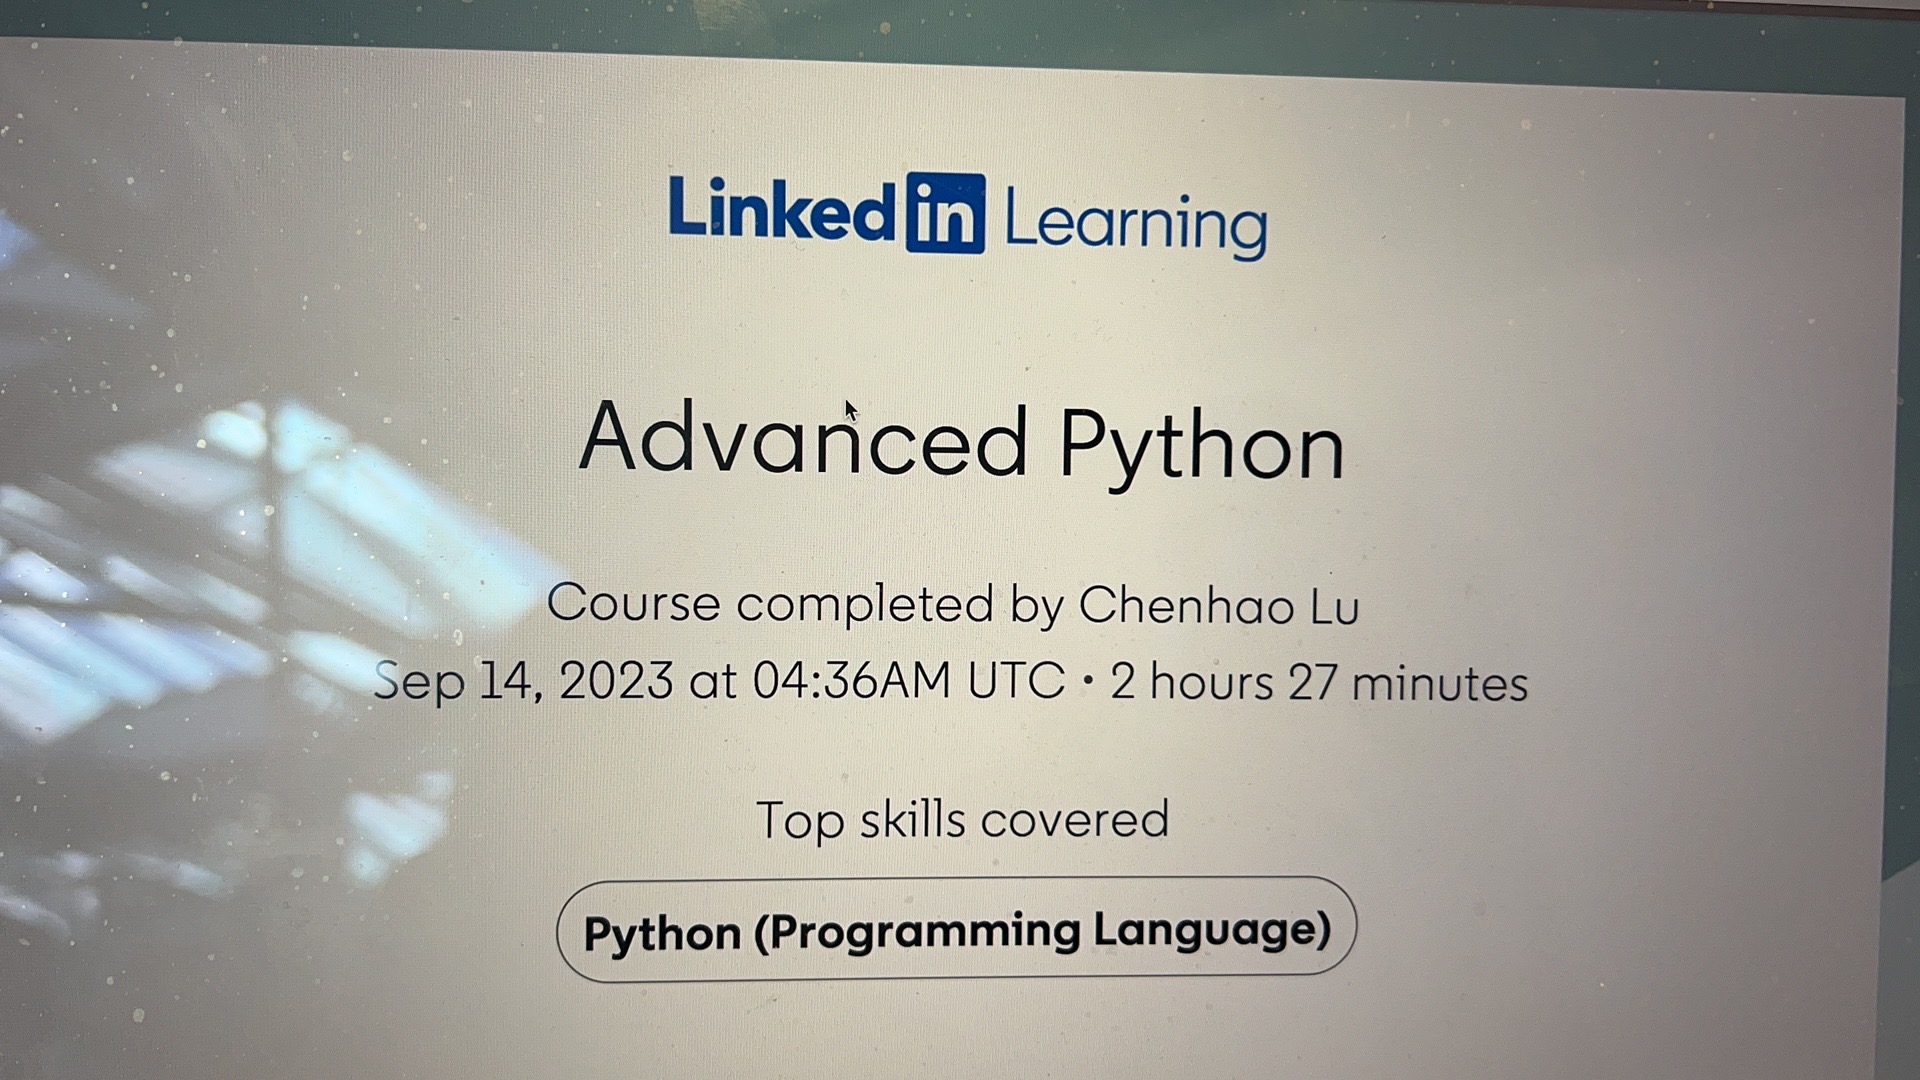 LinkedIn Learning
Advanced Python
Course completed by Chenhao Lu
Sep 14, 2023 at 04:36AM UTC • 2 hours 27 minutes
Top skills covered
Python (Programming Language)